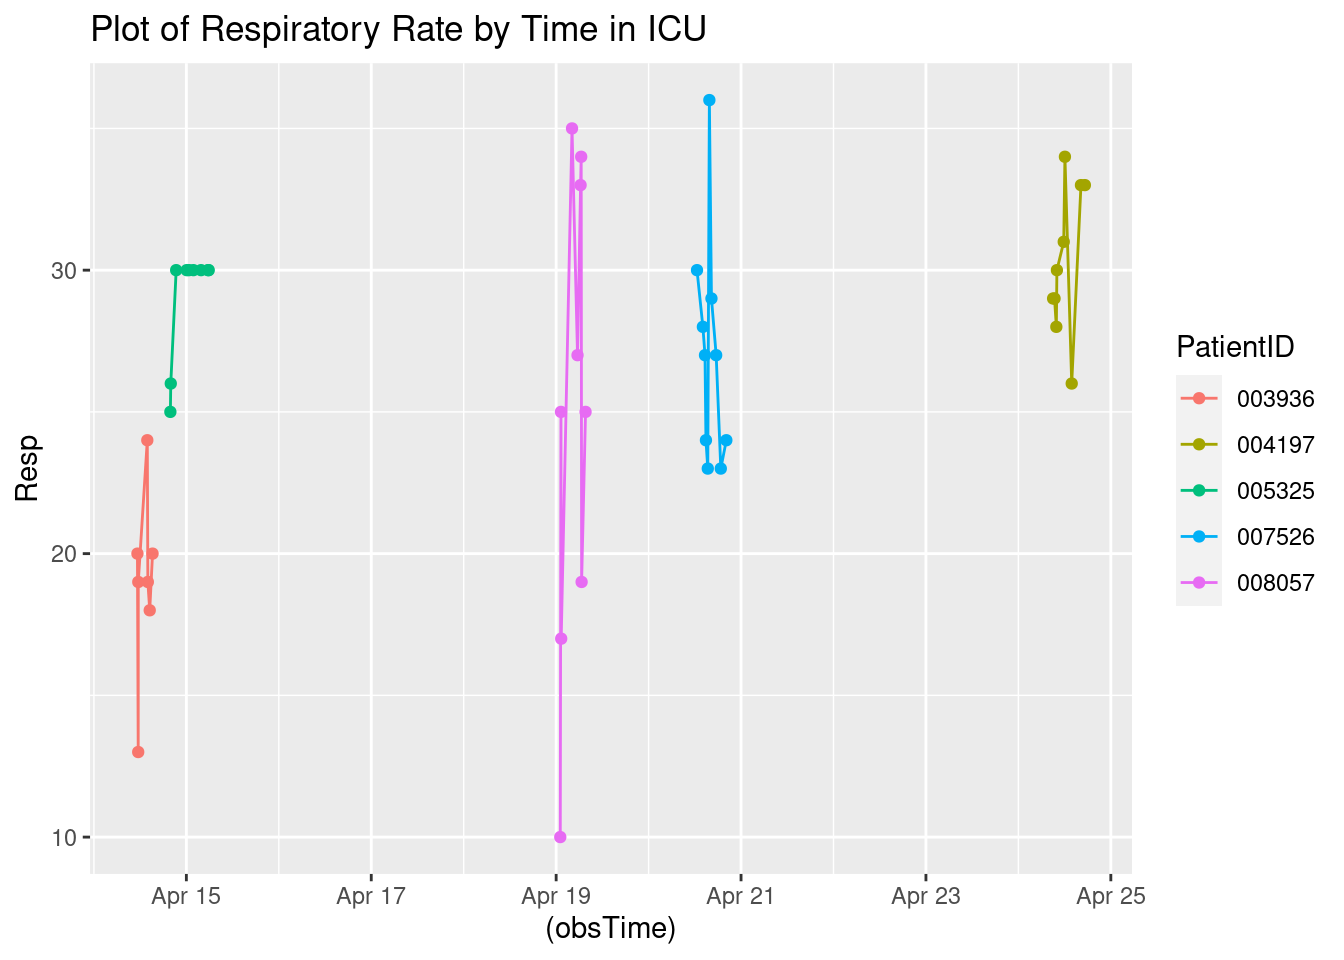 Plot of Respiratory Rate by Time in ICU
Resp
30
20
10
Apr 15 Apr 17 Apr 19 Apr 21 Apr 23 Apr 25
(obsTime)
PatientID
003936
004197
005325
007526
008057